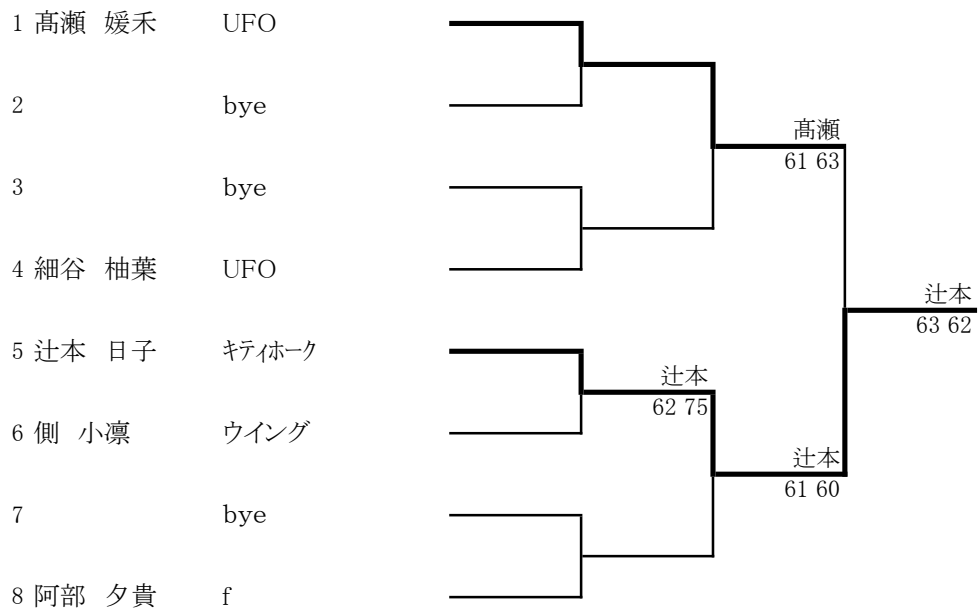 1 髙瀬 媛禾 UFO
2 bye
髙瀬
61 63
3 bye
4 細谷 柚葉 UFO
辻本
63 62
5 辻本 日子 キティホーク
辻本
62 75
6 側 小凛 ウイング
辻本
61 60
7 bye
8 阿部 夕貴 f